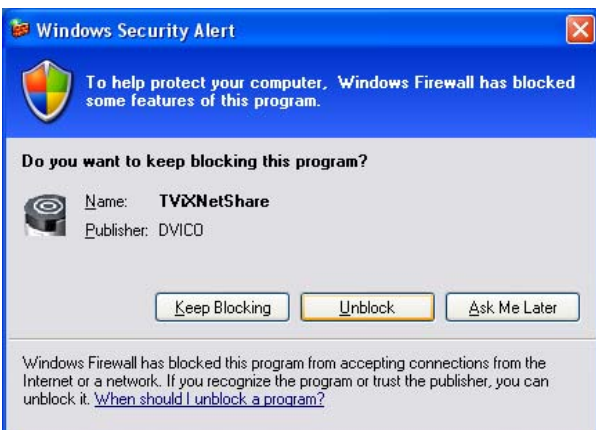 Windows Security Alert
To help protect your computer, Windows Firewall has blocked
some features of this program.
Do you want to keep blocking this program?
Name: TViXNetShare
Publisher: DVICO
Keep Blocking Unblock Ask Me Later
Windows Firewall has blocked this program from accepting connections from the
Internet or a network. If you recognize the program or trust the publisher, you can
unblock it. When should I unblock a program?